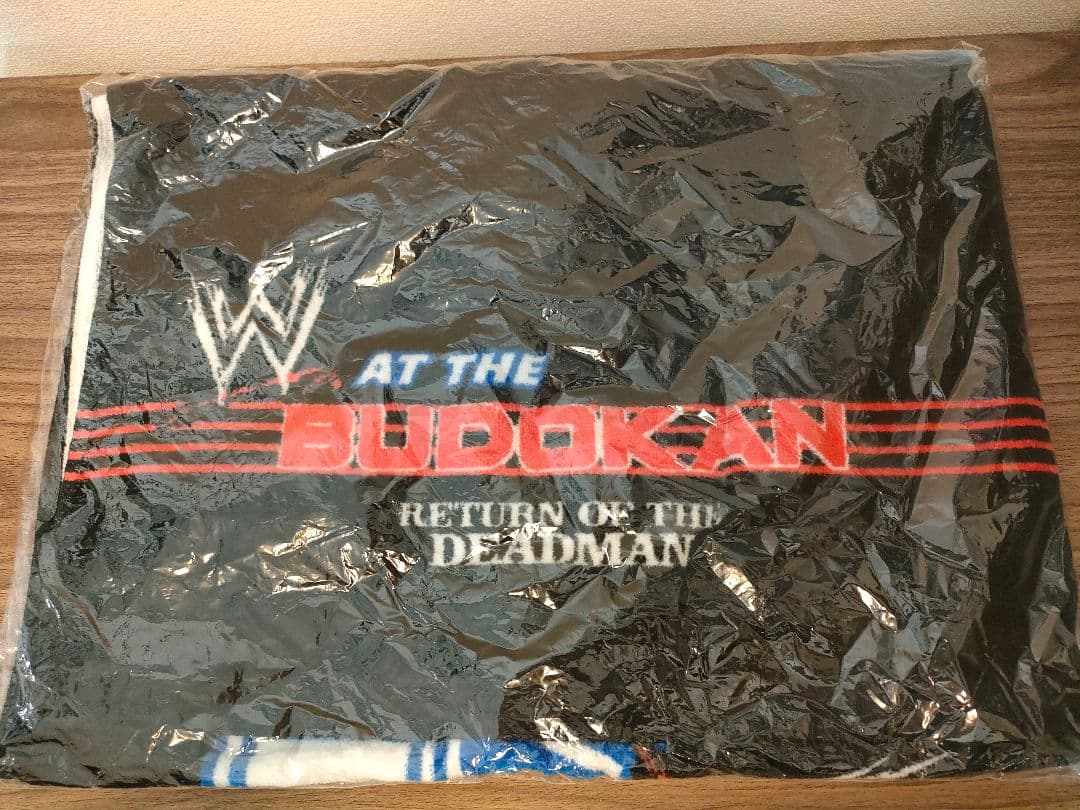 W
AT THE
BUDOKAN
RETURN OF THE
DEADMAN